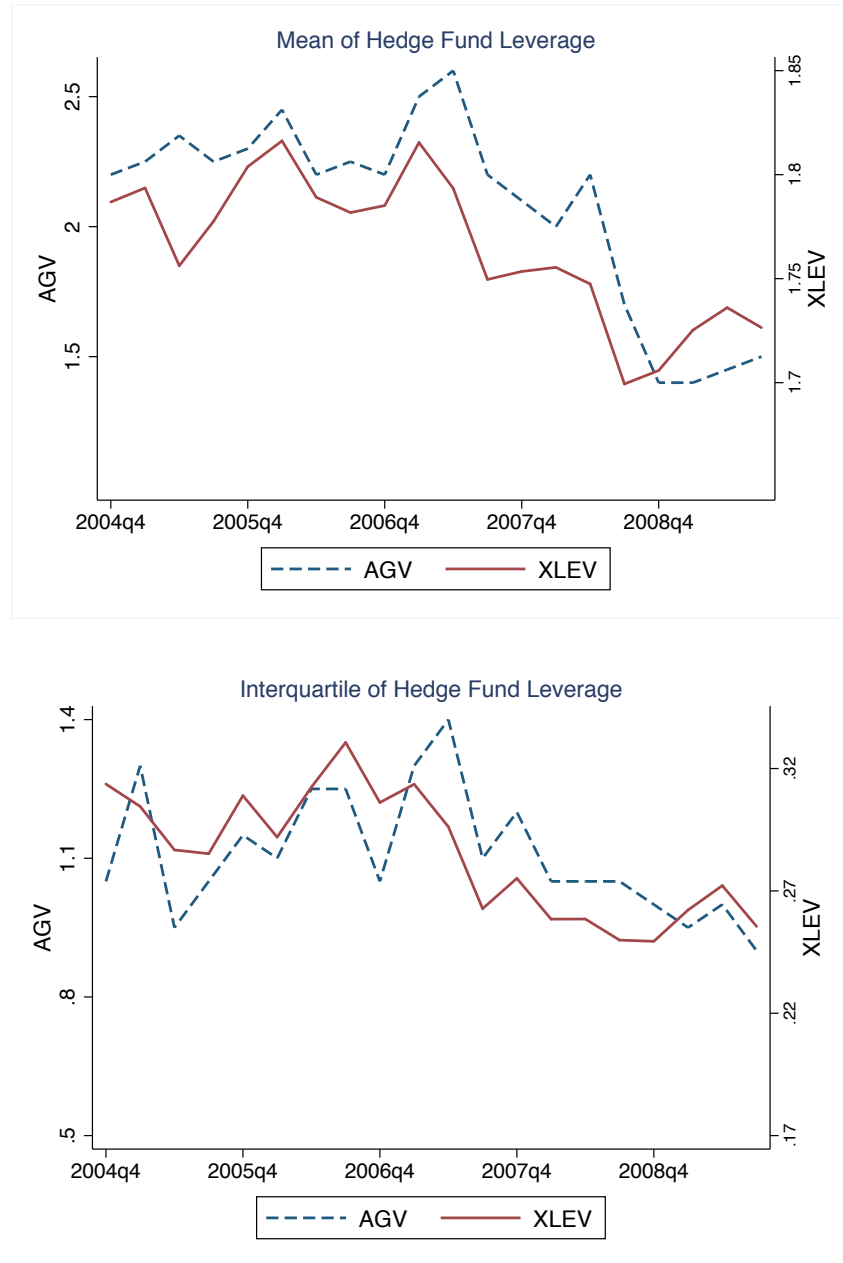 Mean of Hedge Fund Leverage
2.5
2
1.5
AGV
1.85
1.8
1.75
1.7
XLEV
2004q4 2005q4 2006q4 2007q4 2008q4
AGV XLEV
Interquartile of Hedge Fund Leverage
1.4
1.1
.8
.5
AGV
.32
.27
.22
.17
XLEV
2004q4 2005q4 2006q4 2007q4 2008q4
AGV XLEV